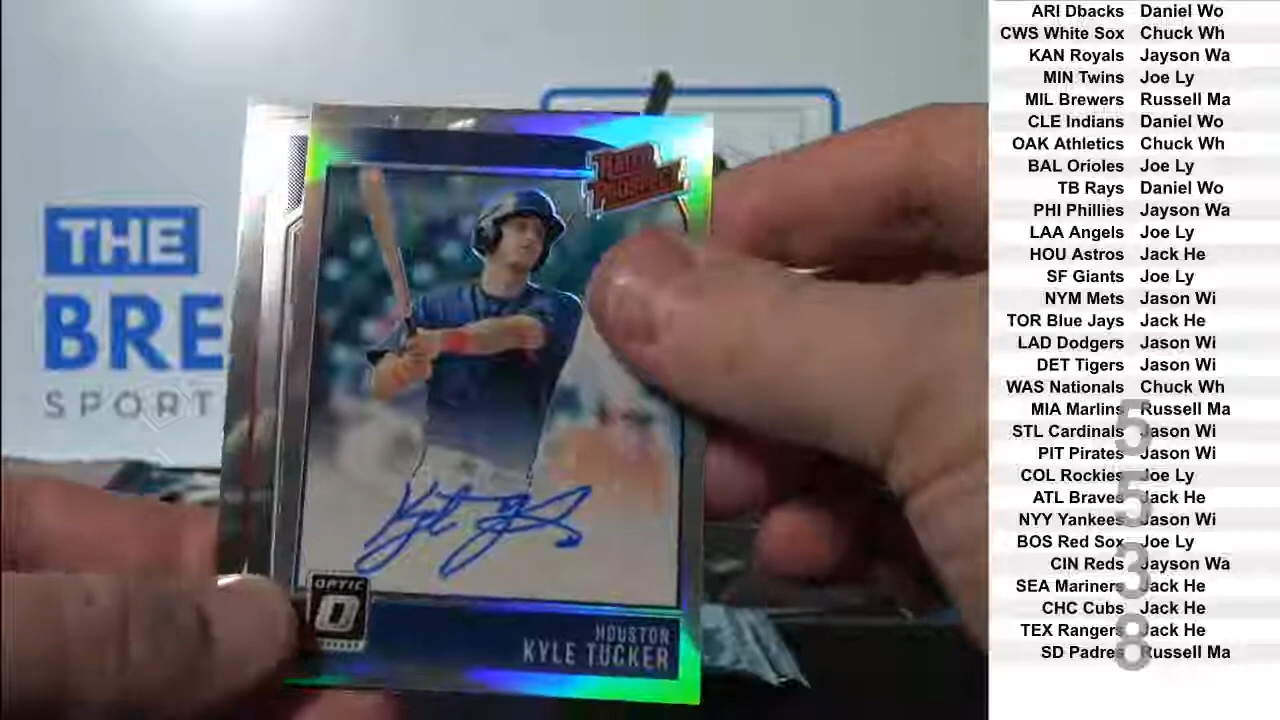 THE
BRE
SPORT
RATED
PROSPECT
Kyle Tucker
OPTIC
HOUSTON
KYLE TUCKER
ARI Dbacks Daniel Wo
CWS White Sox Chuck Wh
KAN Royals Jayson Wa
MIN Twins Joe Ly
MIL Brewers Russell Ma
CLE Indians Daniel Wo
OAK Athletics Chuck Wh
BAL Orioles Joe Ly
TB Rays Daniel Wo
PHI Phillies Jayson Wa
LAA Angels Joe Ly
HOU Astros Jack He
SF Giants Joe Ly
NYM Mets Jason Wi
TOR Blue Jays Jack He
LAD Dodgers Jason Wi
DET Tigers Jason Wi
WAS Nationals Chuck Wh
MIA Marlins Russell Ma
STL Cardinals Jason Wi
PIT Pirates Jason Wi
COL Rockies Joe Ly
ATL Braves Jack He
NYY Yankees Jason Wi
BOS Red Sox Joe Ly
CIN Reds Jayson Wa
SEA Mariners Jack He
CHC Cubs Jack He
TEX Rangers Jack He
SD Padres Russell Ma
5
5
3
8